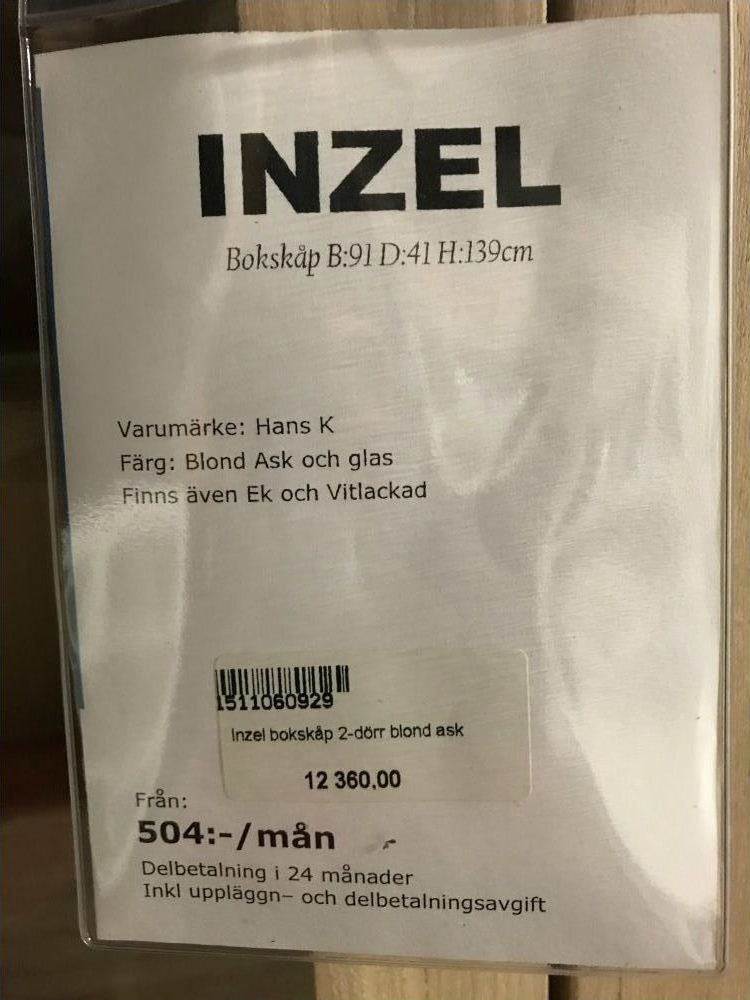 INZEL
Bokskåp B:91 D:41 H:139cm
Varumärke: Hans K
Färg: Blond Ask och glas
Finns även Ek och Vitlackad
1511060929
Inzel bokskåp 2-dörr blond ask
12 360,00
Från:
504:-/mån
Delbetalning i 24 månader
Inkl uppläggn- och delbetalningsavgift